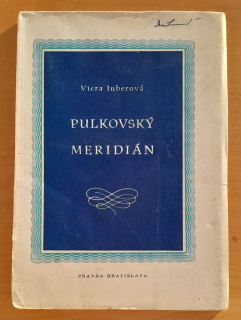 Viera Inberová
PULKOVSKÝ
MERIDIÁN
PRAVDA BRATISLAVA